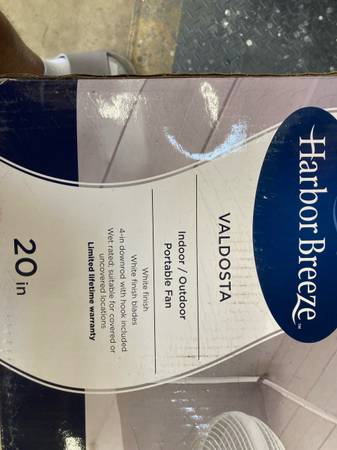 Harbor Breeze™
VALDOSTA
Indoor / Outdoor
Portable Fan
White finish
White finish blades
4-in downrod with hook included
Wet rated; suitable for covered or
uncovered locations
Limited lifetime warranty
20 in